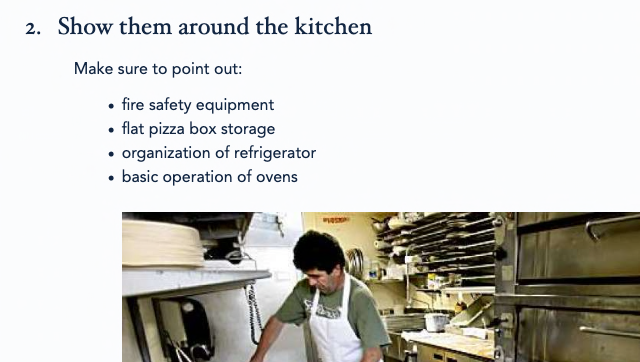 2. Show them around the kitchen
Make sure to point out:
• fire safety equipment
• flat pizza box storage
• organization of refrigerator
• basic operation of ovens